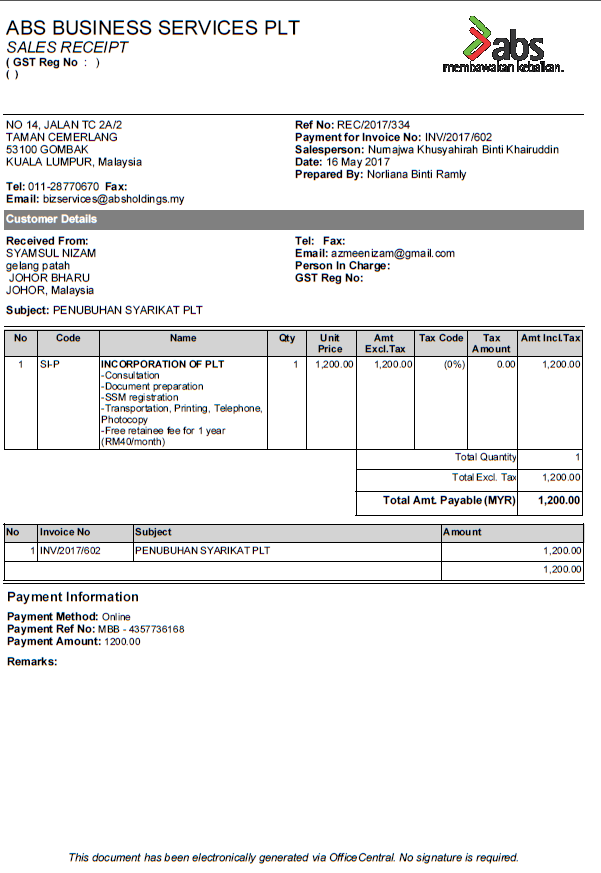 ABS BUSINESS SERVICES PLT
SALES RECEIPT
( GST Reg No : )
( )
abs
membawakan kebaikan.
NO 14, JALAN TC 2A/2
TAMAN CEMERLANG
53100 GOMBAK
KUALA LUMPUR, Malaysia
Tel: 011-28770670 Fax:
Email: bizservices@absholdings.my
Ref No: REC/2017/334
Payment for Invoice No: INV/2017/602
Salesperson: Nurnajwa Khusyahirah Binti Khairuddin
Date: 16 May 2017
Prepared By: Norliana Binti Ramly
Customer Details
Received From:
SYAMSUL NIZAM
gelang patah
JOHOR BHARU
JOHOR, Malaysia
Tel: Fax:
Email: azmeenizam@gmail.com
Person In Charge:
GST Reg No:
Subject: PENUBUHAN SYARIKAT PLT
No Code Name Qty Unit Price Amt Excl.Tax Tax Code Tax Amount Amt Incl.Tax
1 SI-P INCORPORATION OF PLT 1 1,200.00 1,200.00 (0%) 0.00 1,200.00
-Consultation
-Document preparation
-SSM registration
-Transportation, Printing, Telephone,
Photocopy
-Free retainee fee for 1 year
(RM40/month)
Total Quantity 1
Total Excl. Tax 1,200.00
Total Amt. Payable (MYR) 1,200.00
No Invoice No Subject Amount
1 INV/2017/602 PENUBUHAN SYARIKAT PLT 1,200.00
1,200.00
Payment Information
Payment Method: Online
Payment Ref No: MBB - 4357736168
Payment Amount: 1200.00
Remarks:
This document has been electronically generated via OfficeCentral. No signature is required.